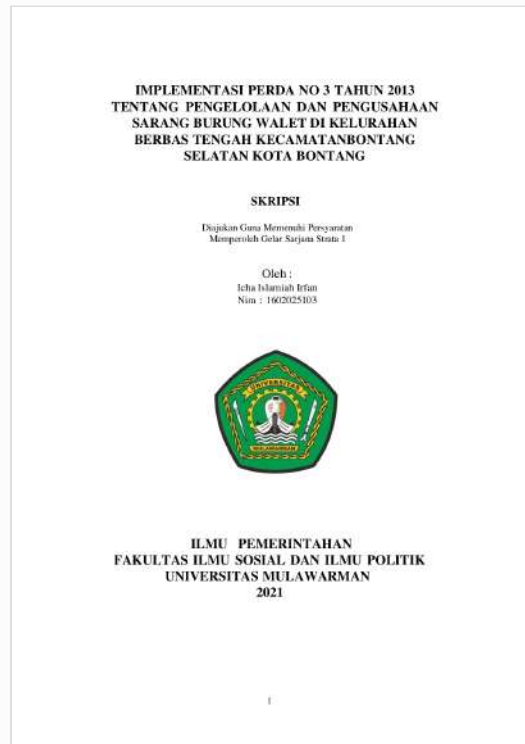 IMPLEMENTASI PERDA NO 3 TAHUN 2013
TENTANG PENGELOLAAN DAN PENGUSAHAAN
SARANG BURUNG WALET DI KELURAHAN
BERBAS TENGAH KECAMATANBONTANG
SELATAN KOTA BONTANG
SKRIPSI
Diajukan Guna Memenuhi Persyaratan
Memperoleh Gelar Sarjana Strata 1
Oleh :
Icha Islamiah Irfan
Nim : 1602025103
UNIVERSITAS
MULAWARMAN
ILMU PEMERINTAHAN
FAKULTAS ILMU SOSIAL DAN ILMU POLITIK
UNIVERSITAS MULAWARMAN
2021